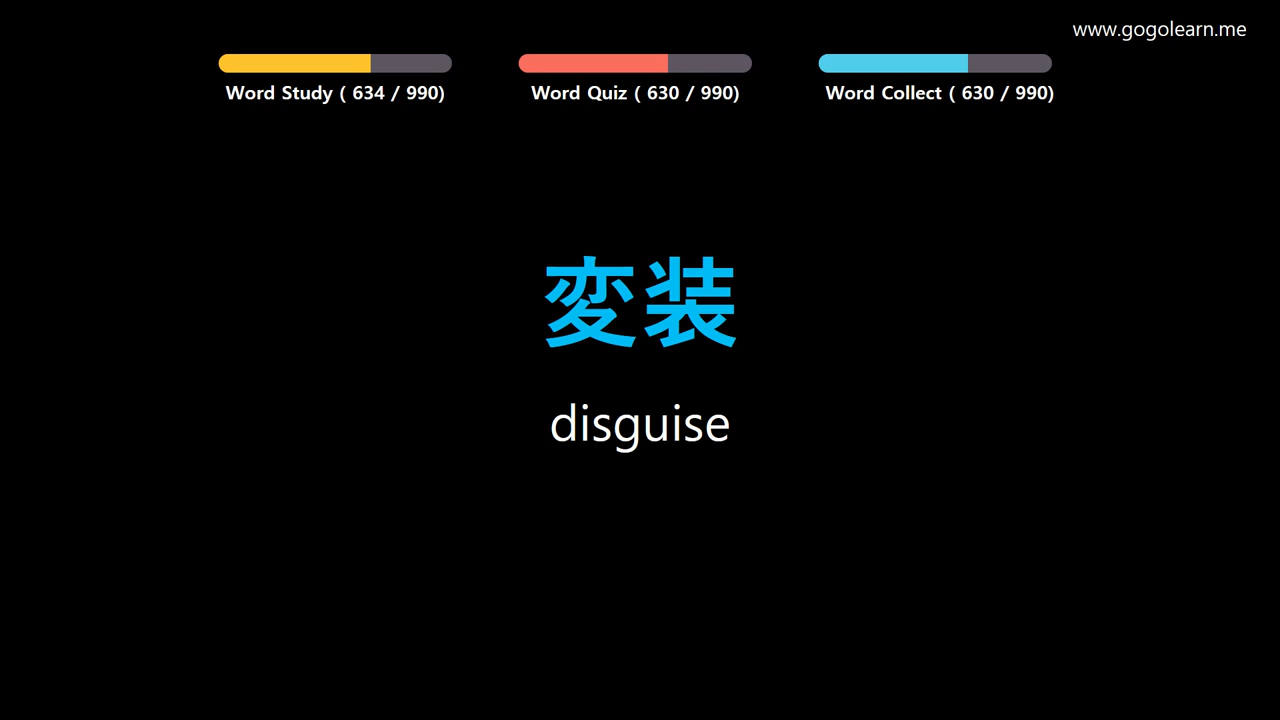 www.gogolearn.me
Word Study ( 634 / 990)
Word Quiz ( 630 / 990)
Word Collect ( 630 / 990)
変装
disguise